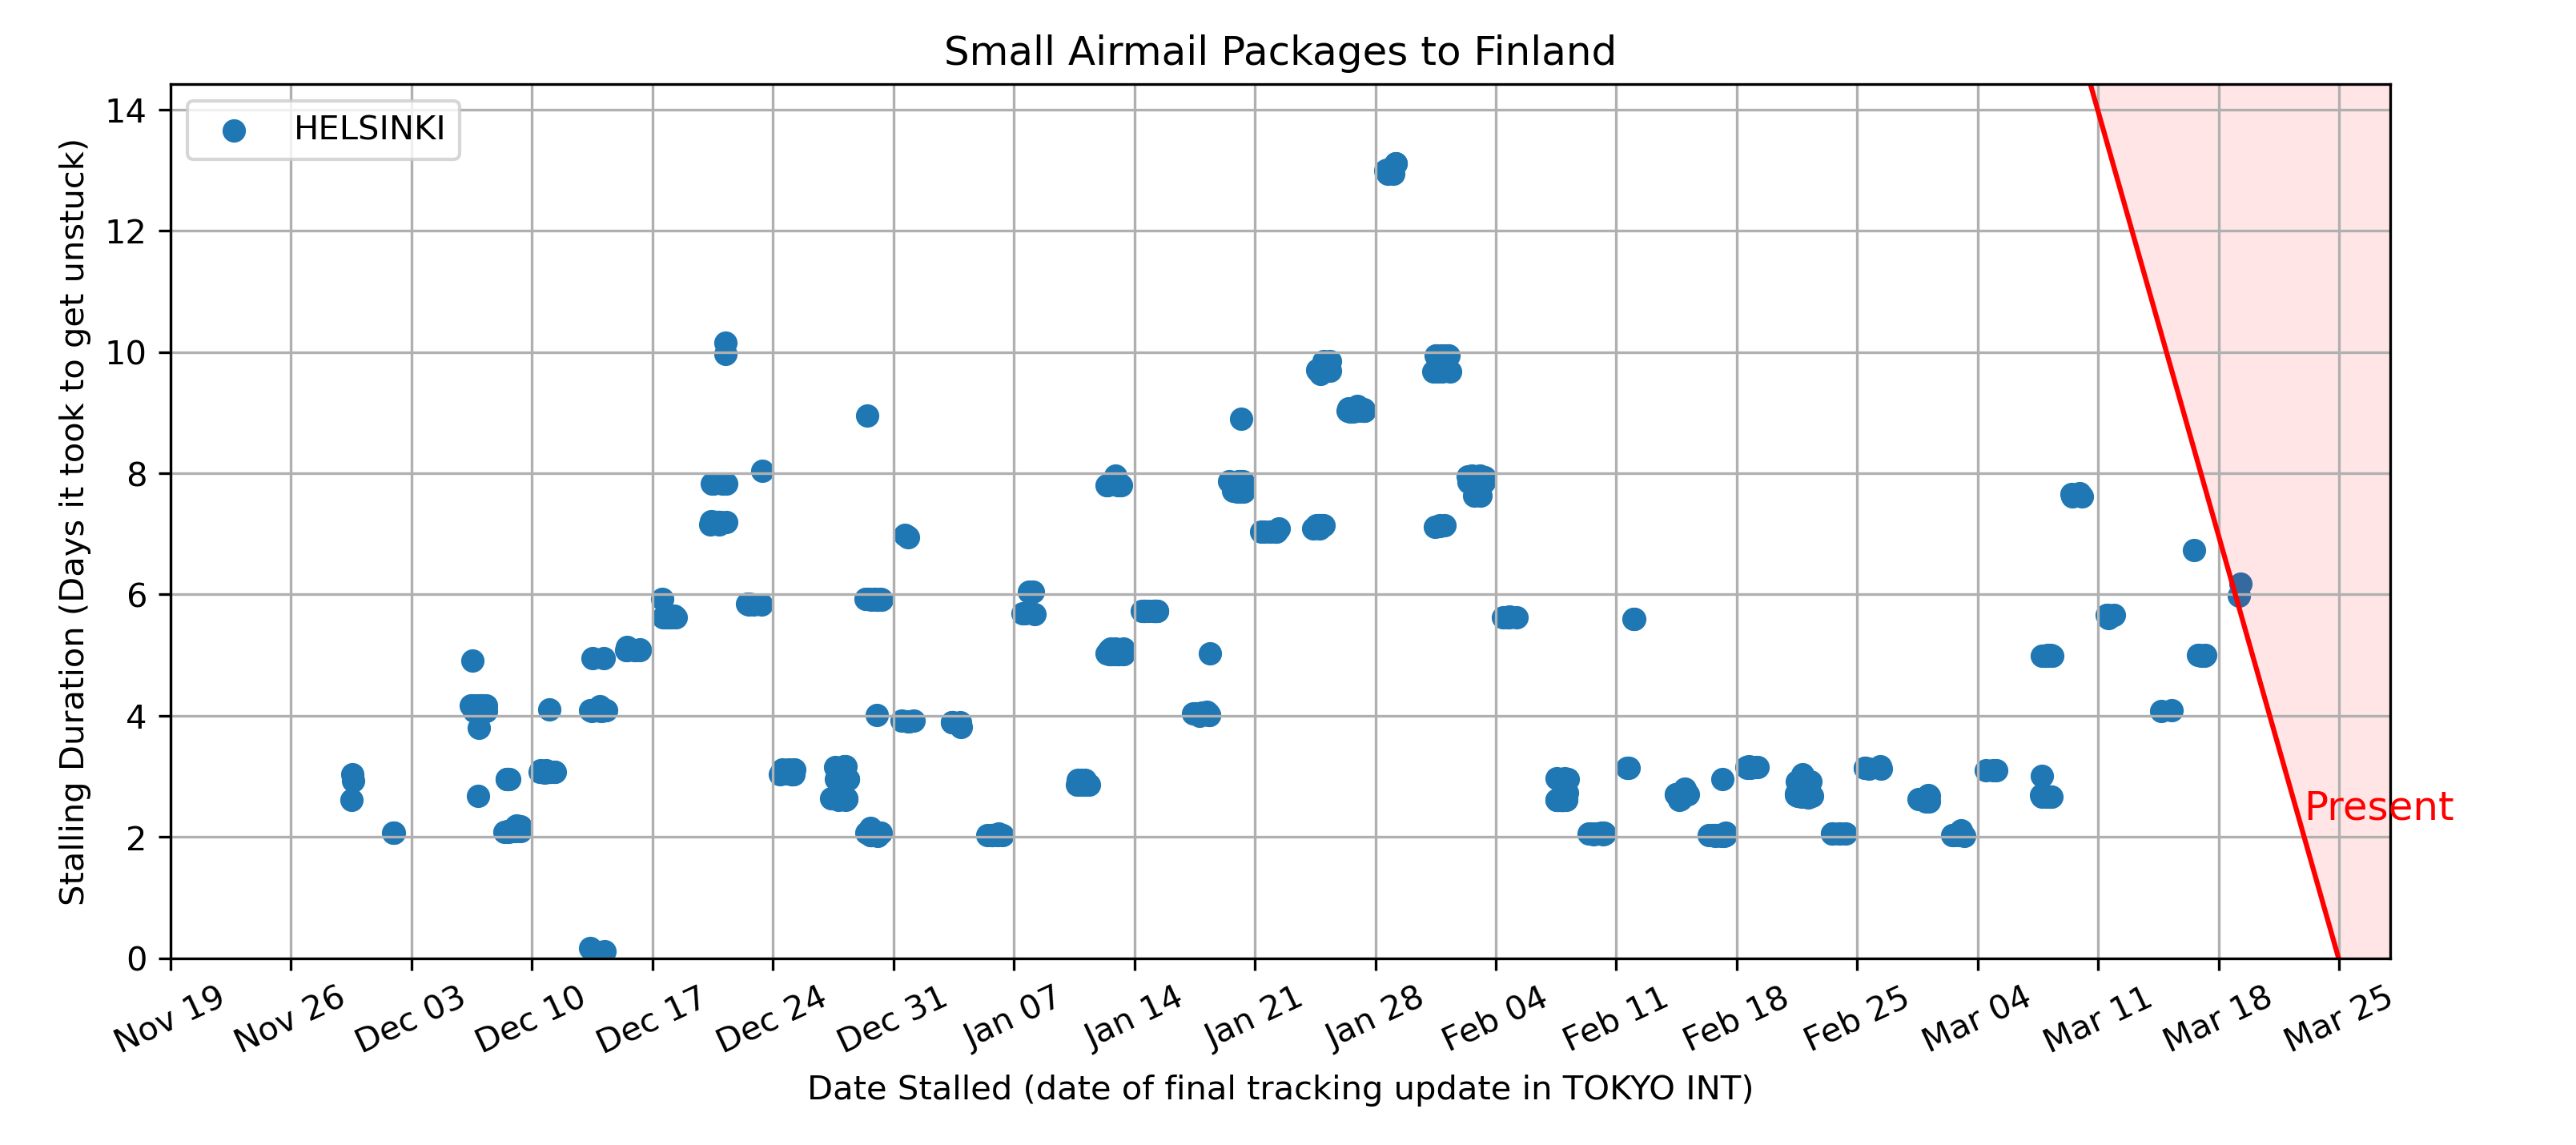 Small Airmail Packages to Finland
HELSINKI
Stalling Duration (Days it took to get unstuck)
14
12
10
8
6
4
2
0
Present
Nov 19
Nov 26
Dec 03
Dec 10
Dec 17
Dec 24
Dec 31
Jan 07
Jan 14
Jan 21
Jan 28
Feb 04
Feb 11
Feb 18
Feb 25
Mar 04
Mar 11
Mar 18
Mar 25
Date Stalled (date of final tracking update in TOKYO INT)